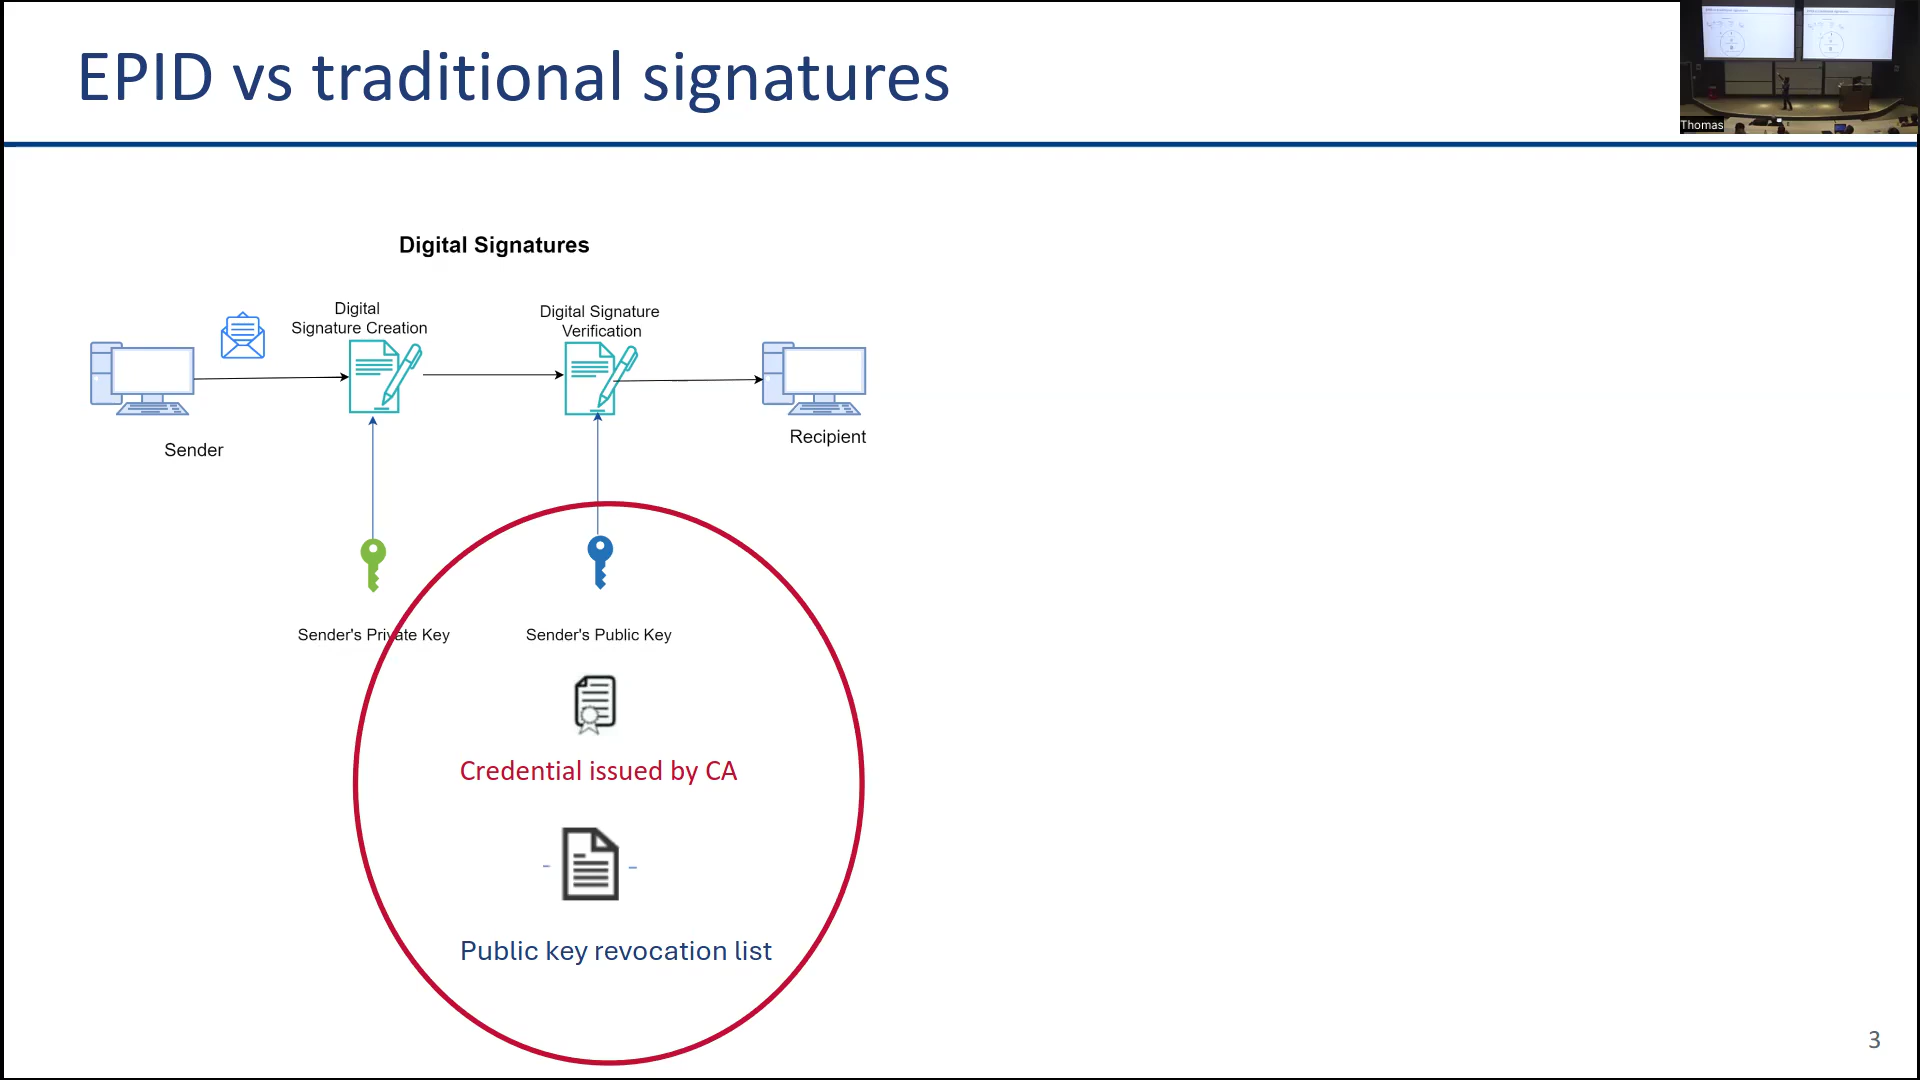 EPID vs traditional signatures
Thomas
Digital Signatures
Digital
Signature Creation
Digital Signature
Verification
Sender
Recipient
Sender's Private Key
Sender's Public Key
Credential issued by CA
Public key revocation list
3